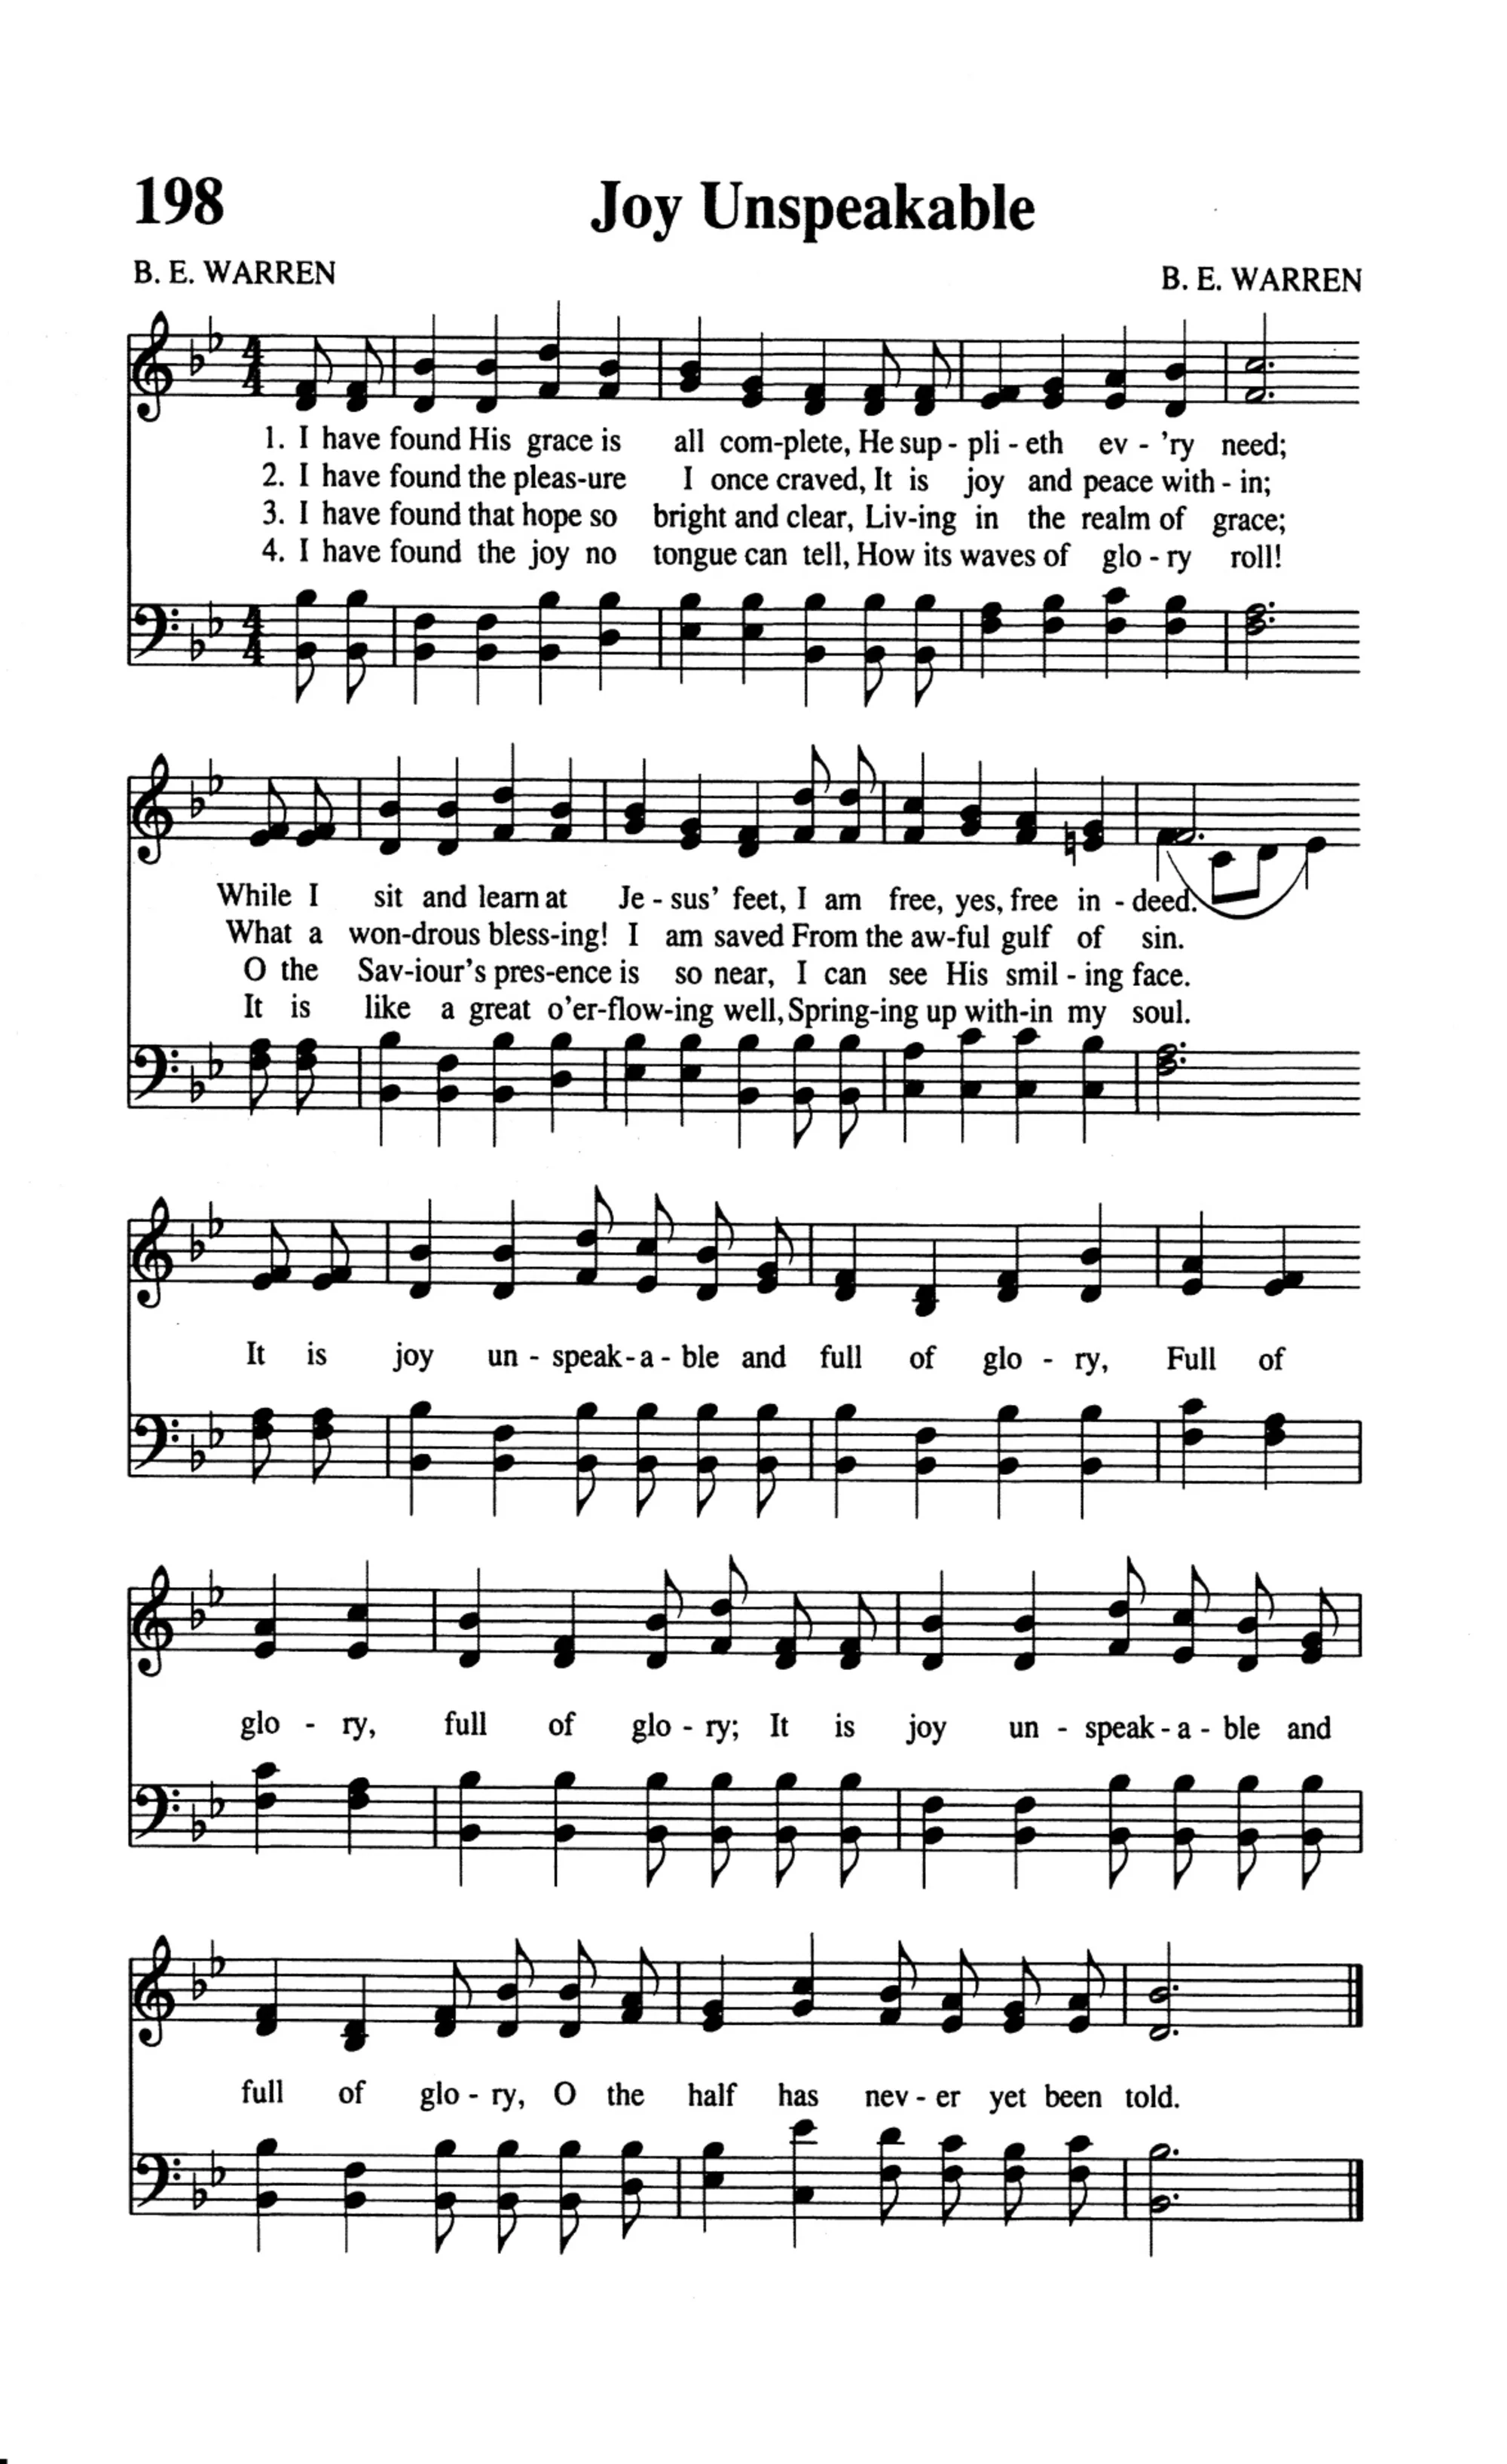 198 Joy Unspeakable
B. E. WARREN B. E. WARREN
1. I have found His grace is all com-plete, He sup - pli - eth ev - 'ry need;
2. I have found the pleas-ure I once craved, It is joy and peace with - in;
3. I have found that hope so bright and clear, Liv-ing in the realm of grace;
4. I have found the joy no tongue can tell, How its waves of glo - ry roll!
While I sit and learn at Je - sus' feet, I am free, yes, free in - deed.
What a won-drous bless-ing! I am saved From the aw-ful gulf of sin.
O the Sav-iour's pres-ence is so near, I can see His smil - ing face.
It is like a great o'er-flow-ing well, Spring-ing up with-in my soul.
It is joy un - speak - a - ble and full of glo - ry, Full of
glo - ry, full of glo - ry; It is joy un - speak - a - ble and
full of glo - ry, O the half has nev - er yet been told.